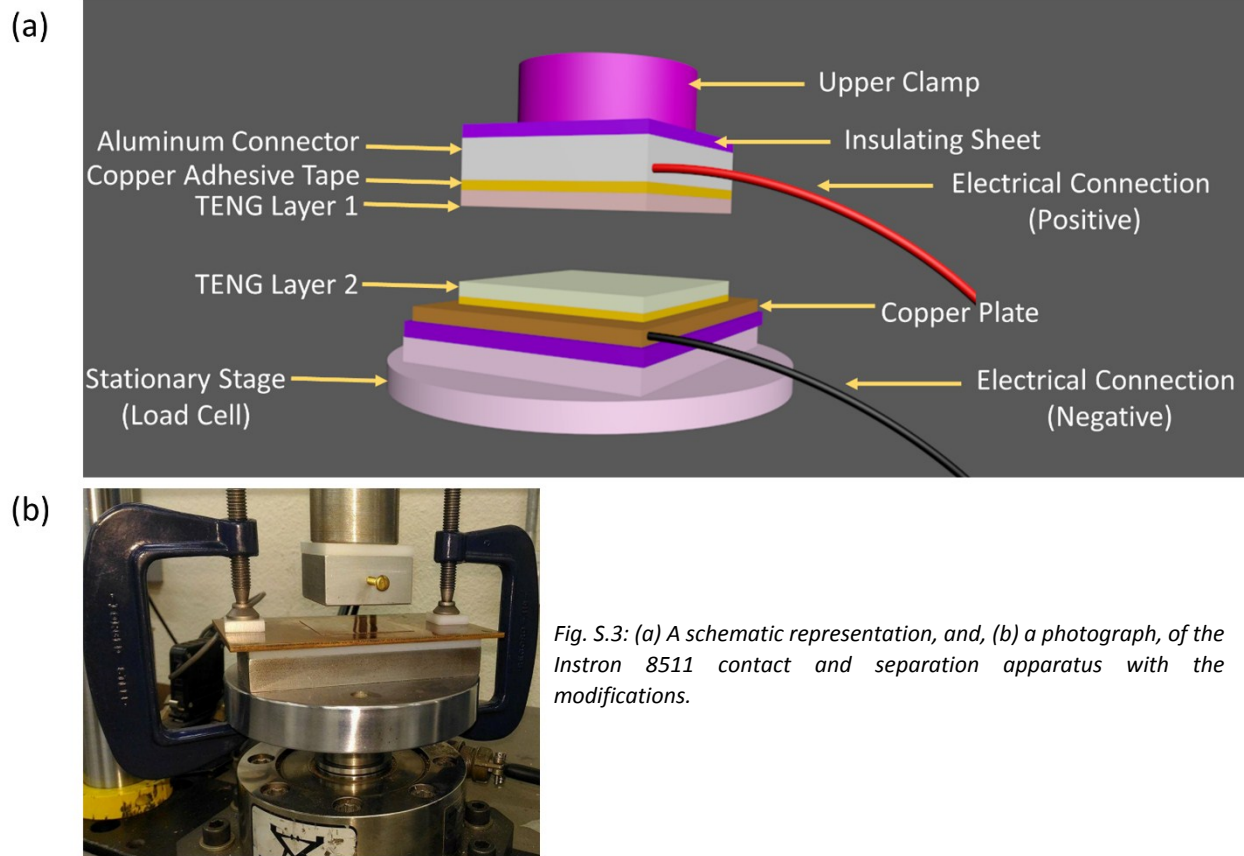 (a)
Upper Clamp
Aluminum Connector
Insulating Sheet
Copper Adhesive Tape
Electrical Connection
(Positive)
TENG Layer 1
TENG Layer 2
Copper Plate
Stationary Stage
(Load Cell)
Electrical Connection
(Negative)
(b)
Fig. S.3: (a) A schematic representation, and, (b) a photograph, of the
Instron 8511 contact and separation apparatus with the
modifications.